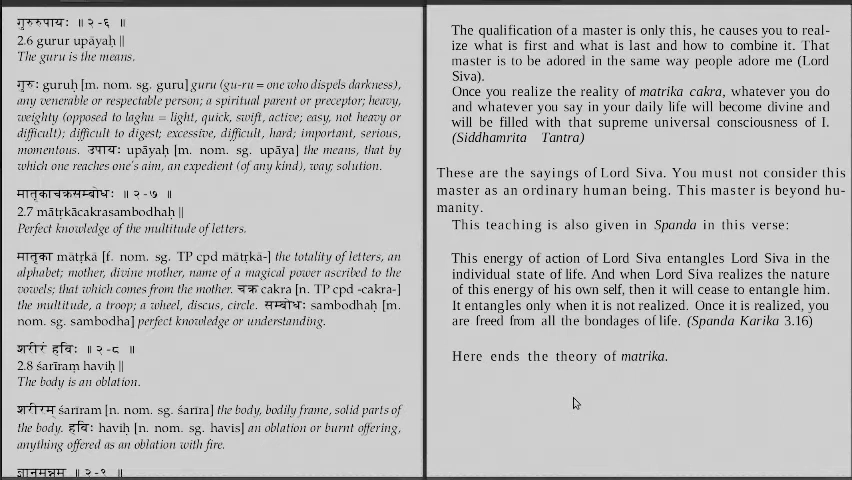 गुरुरुपायः ॥ २-६ ॥
2.6 gurur upāyaḥ ||
The guru is the means.
गुरुः guruḥ [m. nom. sg. guru] guru (gu-ru = one who dispels darkness),
any venerable or respectable person; a spiritual parent or preceptor; heavy,
weighty (opposed to laghu = light, quick, swift, active; easy, not heavy or
difficult); difficult to digest; excessive, difficult, hard; important, serious,
momentous. उपायः upāyaḥ [m. nom. sg. upāya] the means, that by
which one reaches one's aim, an expedient (of any kind), way; solution.
मातृकाचक्रसम्बोधः ॥ २-७ ॥
2.7 mātṛkācakrasambodhaḥ ||
Perfect knowledge of the multitude of letters.
मातृका mātṛkā [f. nom. sg. TP cpd mātṛkā-] the totality of letters, an
alphabet; mother, divine mother, name of a magical power ascribed to the
vowels; that which comes from the mother. चक्र cakra [n. TP cpd -cakra-]
the multitude, a troop; a wheel, discus, circle. सम्बोधः sambodhaḥ [m.
nom. sg. sambodha] perfect knowledge or understanding.
शरीरं हविः ॥ २-८ ॥
2.8 śarīraṃ haviḥ ||
The body is an oblation.
शरीरम् śarīram [n. nom. sg. śarīra] the body, bodily frame, solid parts of
the body. हविः haviḥ [n. nom. sg. havis] an oblation or burnt offering,
anything offered as an oblation with fire.
ज्ञानमन्नम् ॥ २-९ ॥
The qualification of a master is only this, he causes you to real-
ize what is first and what is last and how to combine it. That
master is to be adored in the same way people adore me (Lord
Siva).
Once you realize the reality of matrika cakra, whatever you do
and whatever you say in your daily life will become divine and
will be filled with that supreme universal consciousness of I.
(Siddhamrita Tantra)
These are the sayings of Lord Siva. You must not consider this
master as an ordinary human being. This master is beyond hu-
manity.
This teaching is also given in Spanda in this verse:
This energy of action of Lord Siva entangles Lord Siva in the
individual state of life. And when Lord Siva realizes the nature
of this energy of his own self, then it will cease to entangle him.
It entangles only when it is not realized. Once it is realized, you
are freed from all the bondages of life. (Spanda Karika 3.16)
Here ends the theory of matrika.